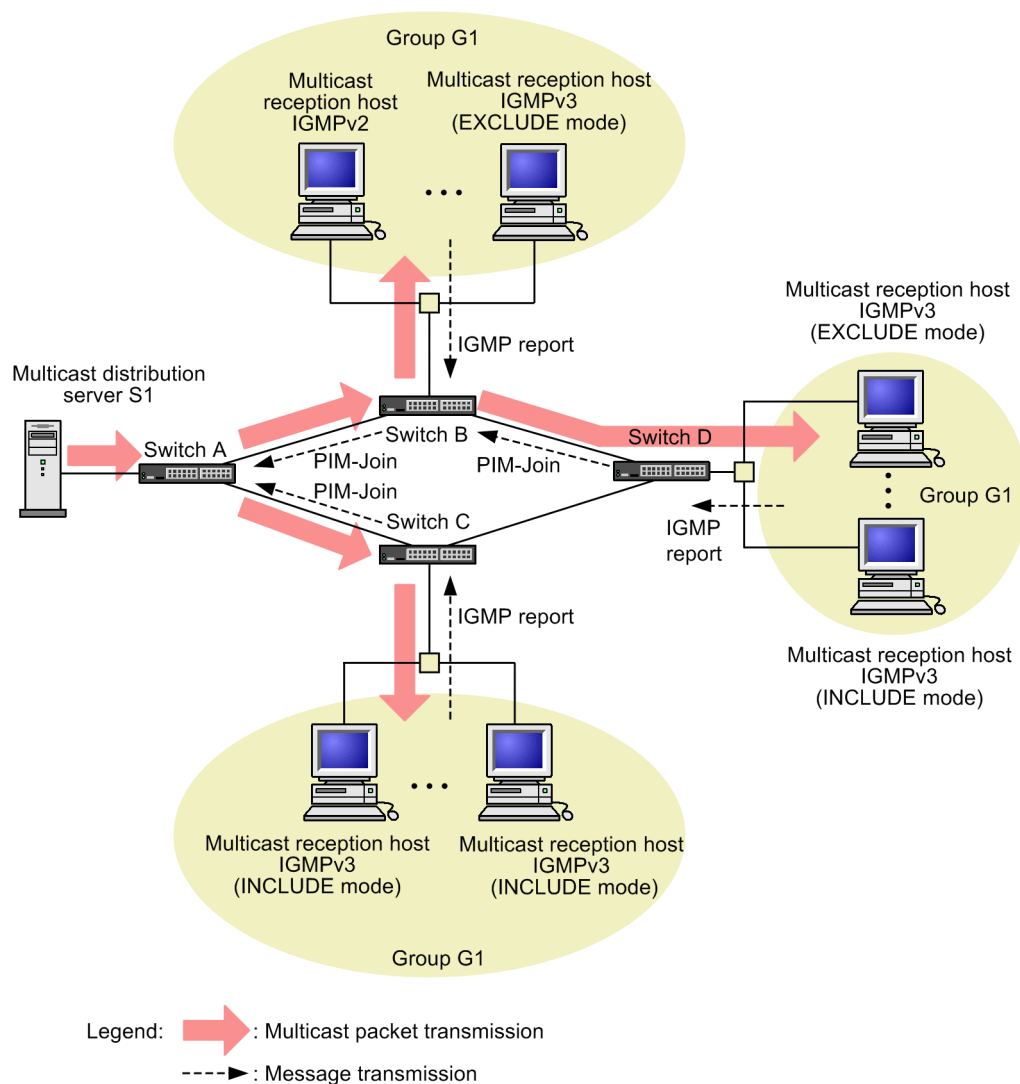 Group G1
Multicast
reception host
IGMPv2
Multicast reception host
IGMPv3
(EXCLUDE mode)
IGMP report
Multicast reception host
IGMPv3
(EXCLUDE mode)
Multicast distribution
server S1
Switch A
Switch B
Switch D
PIM-Join
PIM-Join
PIM-Join
Switch C
Group G1
IGMP
report
IGMP report
Multicast reception host
IGMPv3
(INCLUDE mode)
Multicast reception host
IGMPv3
(INCLUDE mode)
Multicast reception host
IGMPv3
(INCLUDE mode)
Group G1
Legend: : Multicast packet transmission
: Message transmission